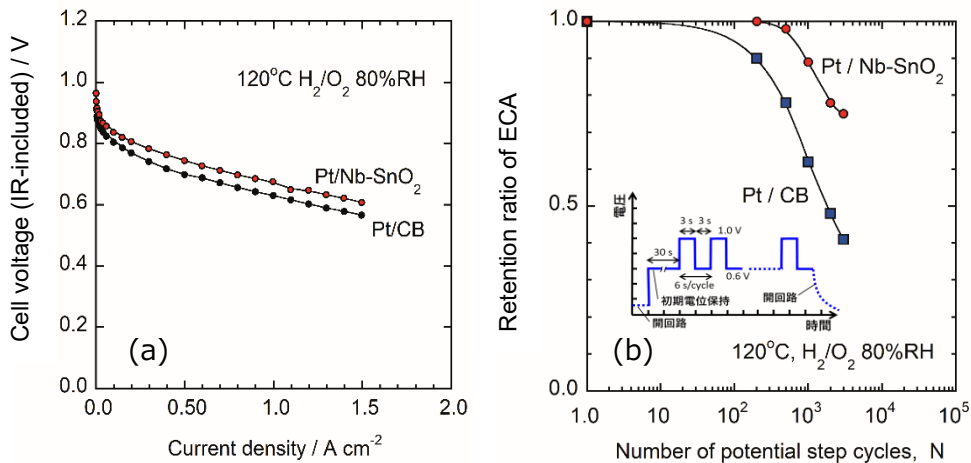 1.2
1.0
0.8
0.6
0.4
0.2
0.0
Cell voltage (IR-included) / V
120°C H₂/O₂ 80%RH
Pt/Nb-SnO₂
Pt/CB
(a)
0.0 0.50 1.0 1.5 2.0
Current density / A cm⁻²
1.0
0.5
0.0
Retention ratio of ECA
Pt / Nb-SnO₂
Pt / CB
電圧
3 s 3 s
1.0 V
30 s
0.6 V
6 s/cycle
初期電位保持
開回路
開回路
時間
(b)
120°C, H₂/O₂ 80%RH
1.0 10 10² 10³ 10⁴ 10⁵
Number of potential step cycles, N